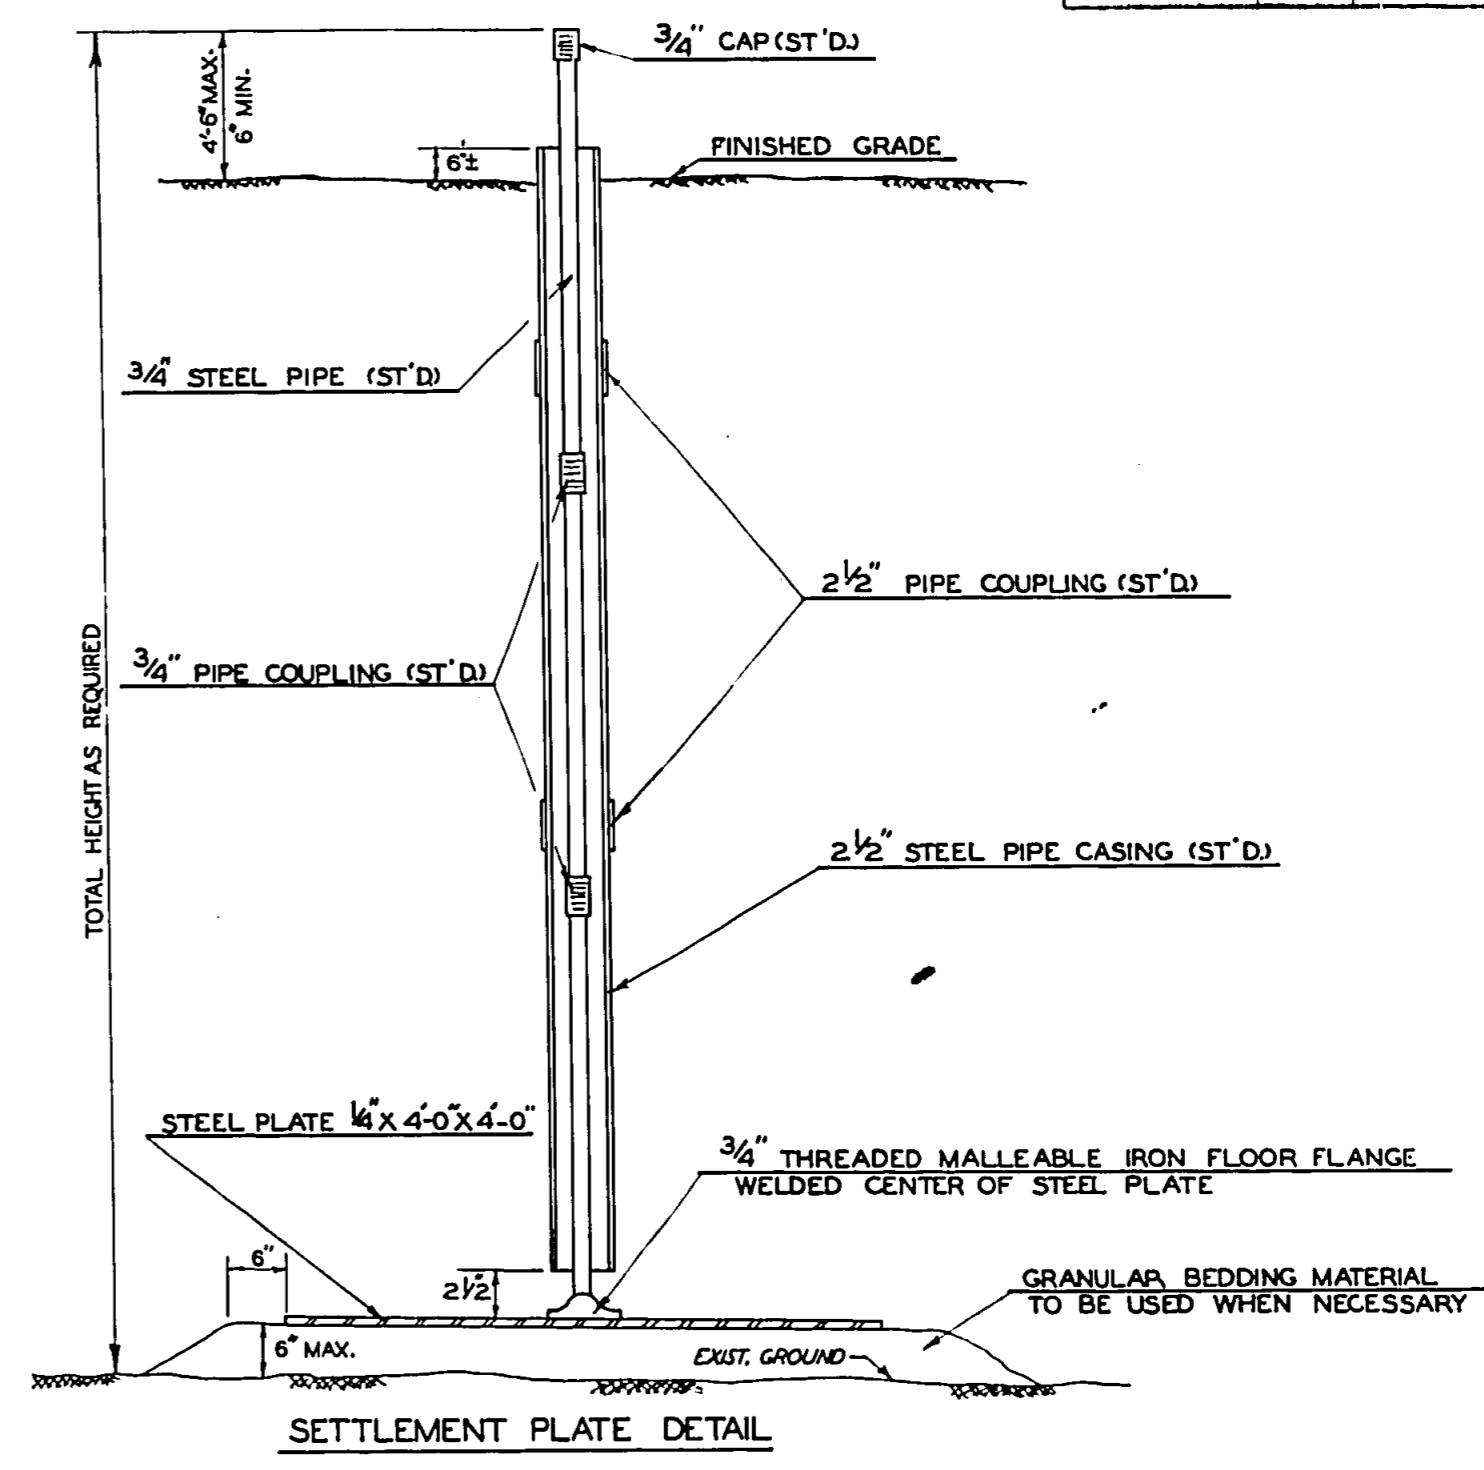 3/4" CAP (ST'D.)
4'-6" MAX.
6" MIN.
6"±
FINISHED GRADE
3/4" STEEL PIPE (ST'D.)
2 1/2" PIPE COUPLING (ST'D.)
3/4" PIPE COUPLING (ST'D.)
TOTAL HEIGHT AS REQUIRED
2 1/2" STEEL PIPE CASING (ST'D.)
STEEL PLATE 1/4" X 4'-0" X 4'-0"
3/4" THREADED MALLEABLE IRON FLOOR FLANGE
WELDED CENTER OF STEEL PLATE
6"
2 1/2"
GRANULAR BEDDING MATERIAL
TO BE USED WHEN NECESSARY
6" MAX.
EXIST. GROUND
SETTLEMENT PLATE DETAIL